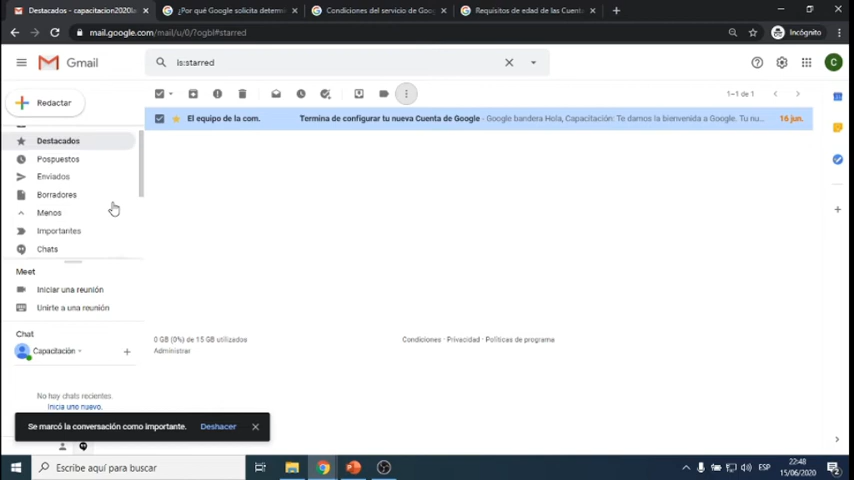 Destacados - capacitacion2020la
¿Por qué Google solicita determi
Condiciones del servicio de Goog
Requisitos de edad de las Cuenta
mail.google.com/mail/u/0/?ogbl#starred
Incógnito
Gmail
is:starred
C
Redactar
1–1 de 1
Destacados
El equipo de la com.
Termina de configurar tu nueva Cuenta de Google - Google bandera Hola, Capacitación: Te damos la bienvenida a Google. Tu nu...
16 jun.
Pospuestos
Enviados
Borradores
Menos
Importantes
Chats
Meet
Iniciar una reunión
Unirte a una reunión
Chat
Capacitación
0 GB (0%) de 15 GB utilizados
Administrar
Condiciones · Privacidad · Políticas de programa
No hay chats recientes.
Inicia uno nuevo.
Se marcó la conversación como importante.
Deshacer
Escribe aquí para buscar
ESP
22:48
15/06/2020
2